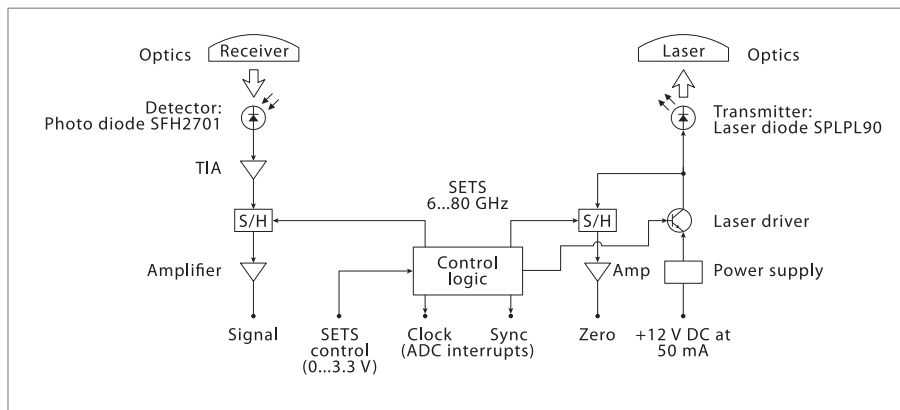 Optics
Receiver
Laser
Optics
Detector:
Photo diode SFH2701
Transmitter:
Laser diode SPLPL90
TIA
SETS
6...80 GHz
S/H
S/H
Laser driver
Amplifier
Control
logic
Amp
Power supply
Signal
SETS
control
(0...3.3 V)
Clock
Sync
(ADC interrupts)
Zero
+12 V DC at
50 mA